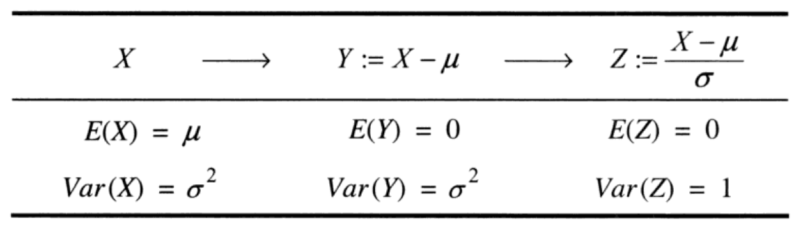 X ⟶ Y := X – μ ⟶ Z := (X – μ)/σ
E(X) = μ E(Y) = 0 E(Z) = 0
Var(X) = σ² Var(Y) = σ² Var(Z) = 1